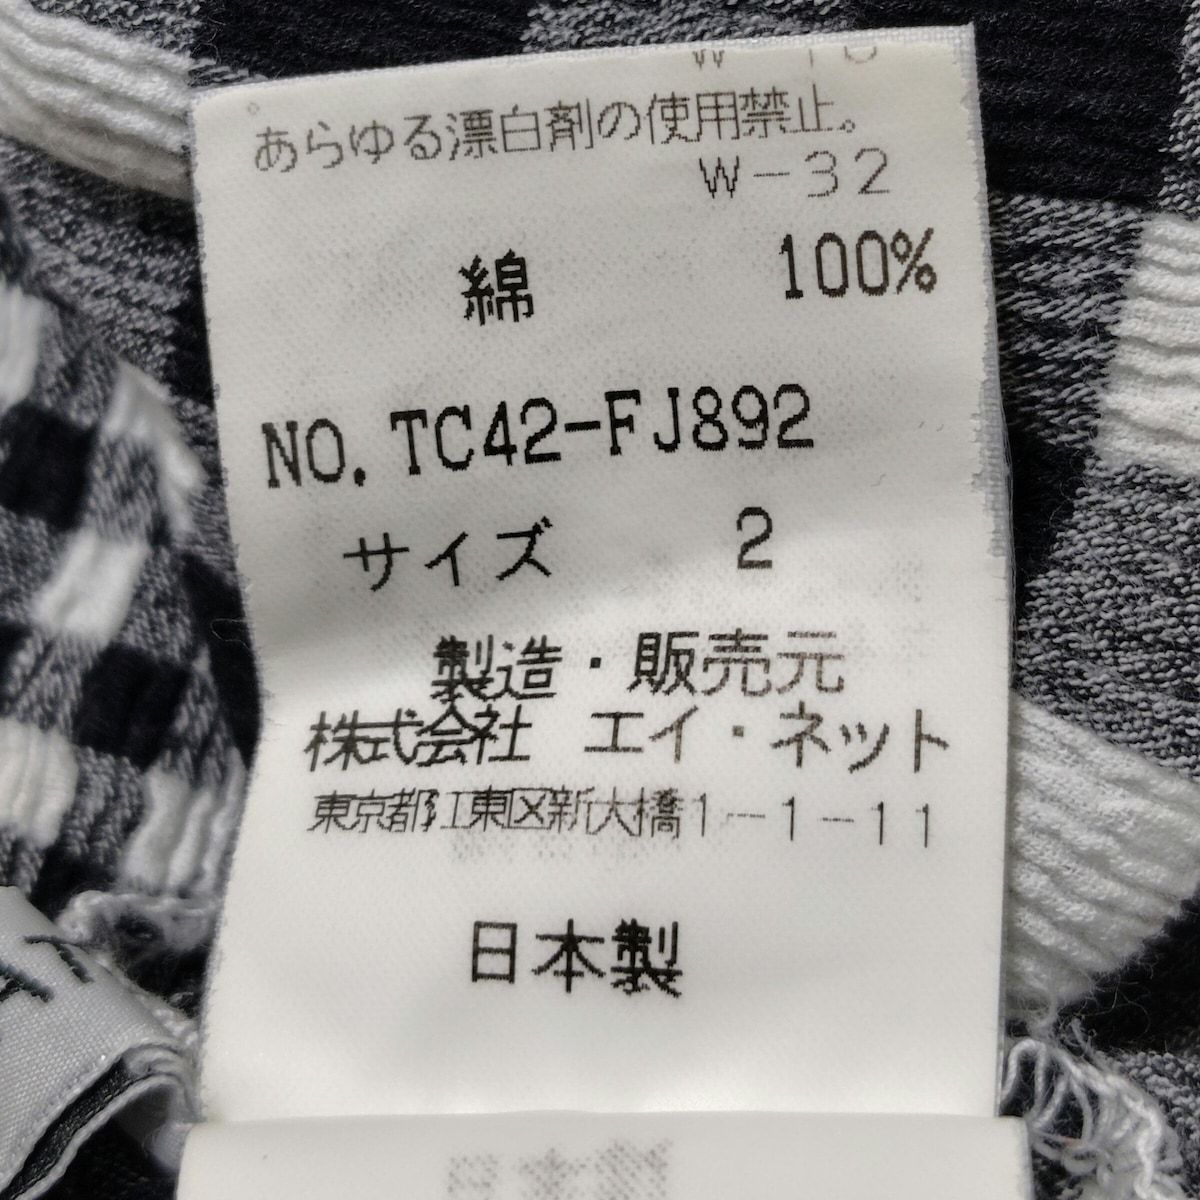 あらゆる漂白剤の使用禁止。
W-32
綿 100%
NO. TC42-FJ892
サイズ 2
製造・販売元
株式会社 エイ・ネット
東京都江東区新大橋1-1-11
日本製